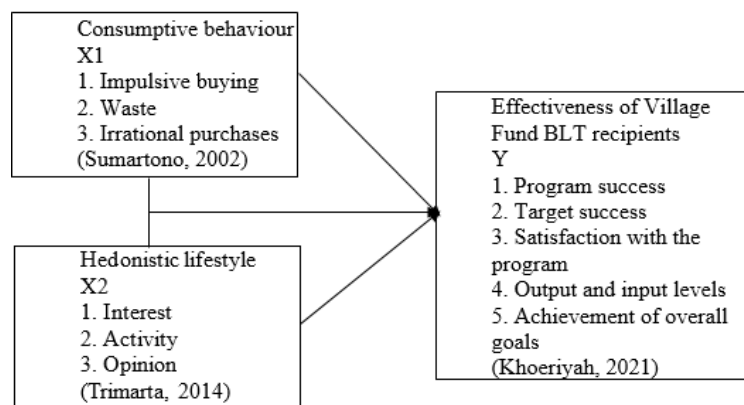 Consumptive behaviour
X1
1. Impulsive buying
2. Waste
3. Irrational purchases
(Sumartono, 2002)
Hedonistic lifestyle
X2
1. Interest
2. Activity
3. Opinion
(Trimarta, 2014)
Effectiveness of Village
Fund BLT recipients
Y
1. Program success
2. Target success
3. Satisfaction with the
program
4. Output and input levels
5. Achievement of overall
goals
(Khoeriyah, 2021)